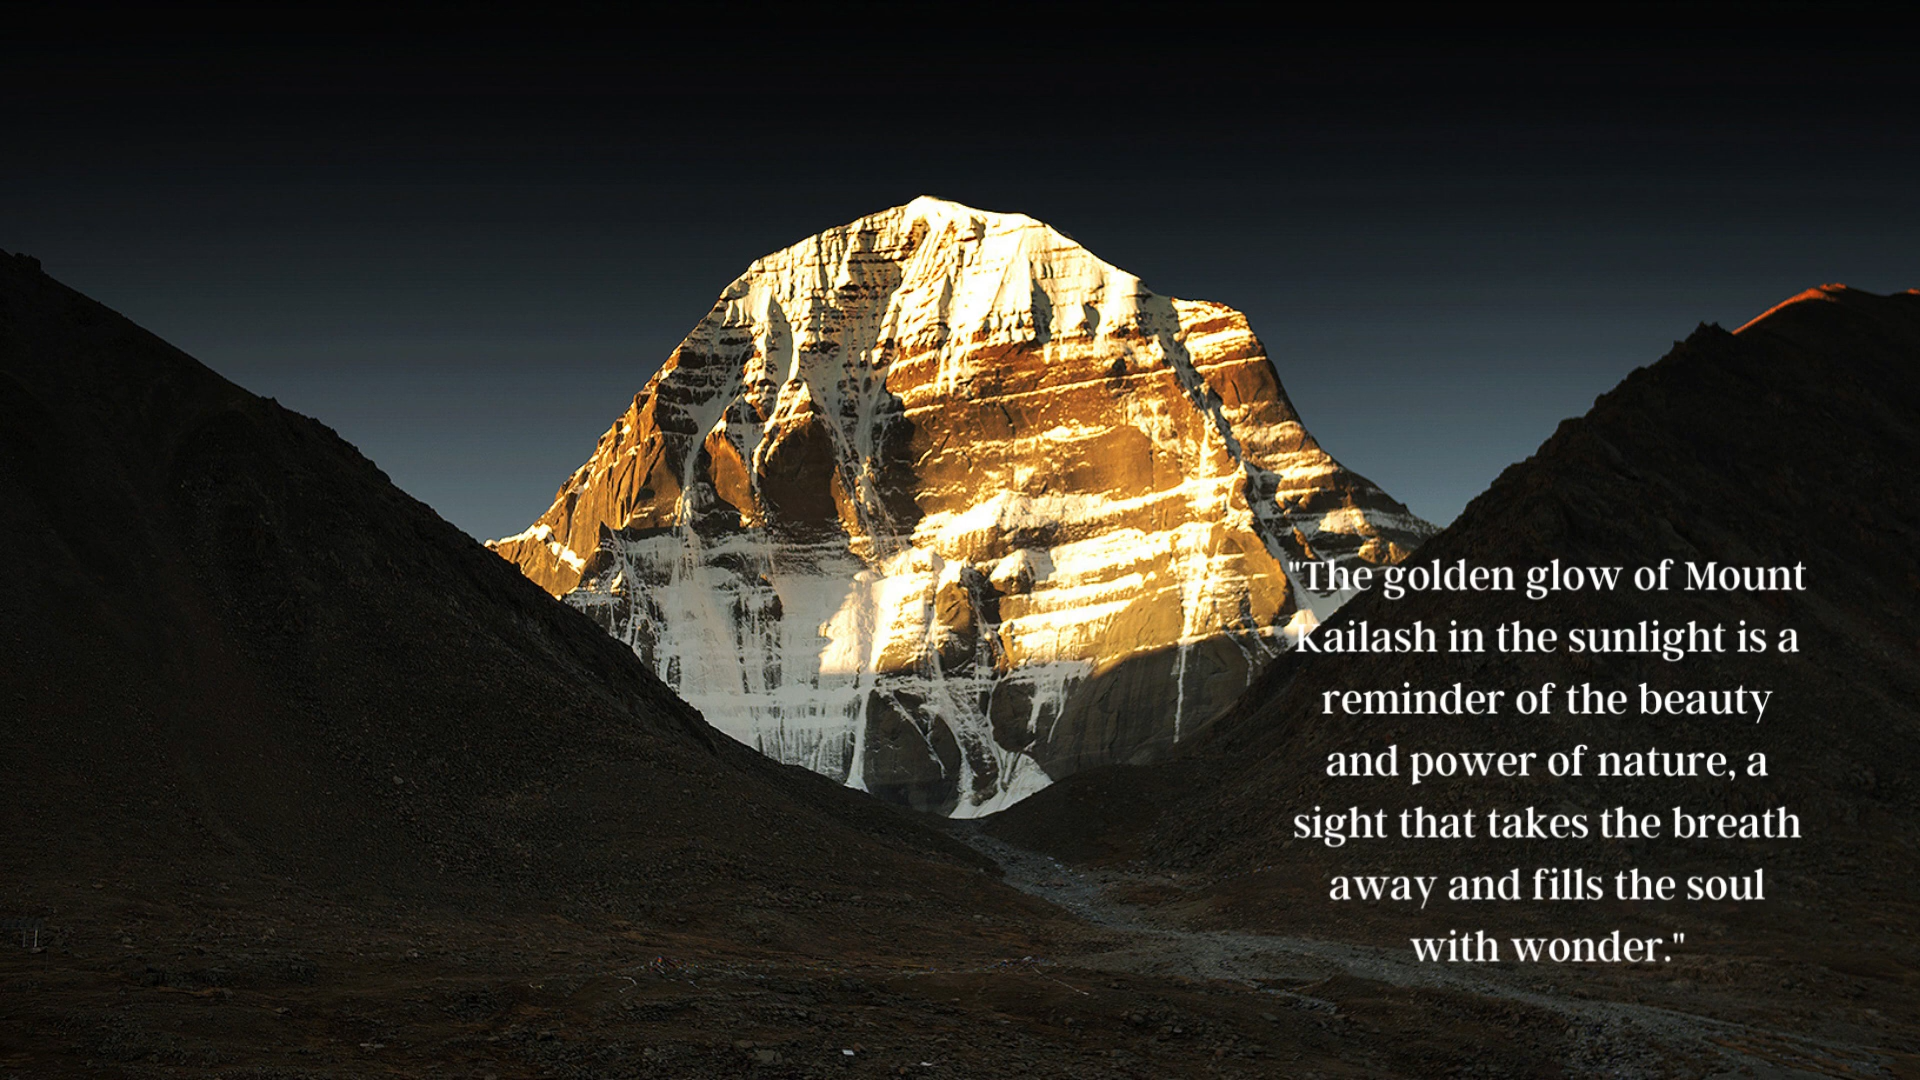 "The golden glow of Mount
Kailash in the sunlight is a
reminder of the beauty
and power of nature, a
sight that takes the breath
away and fills the soul
with wonder."